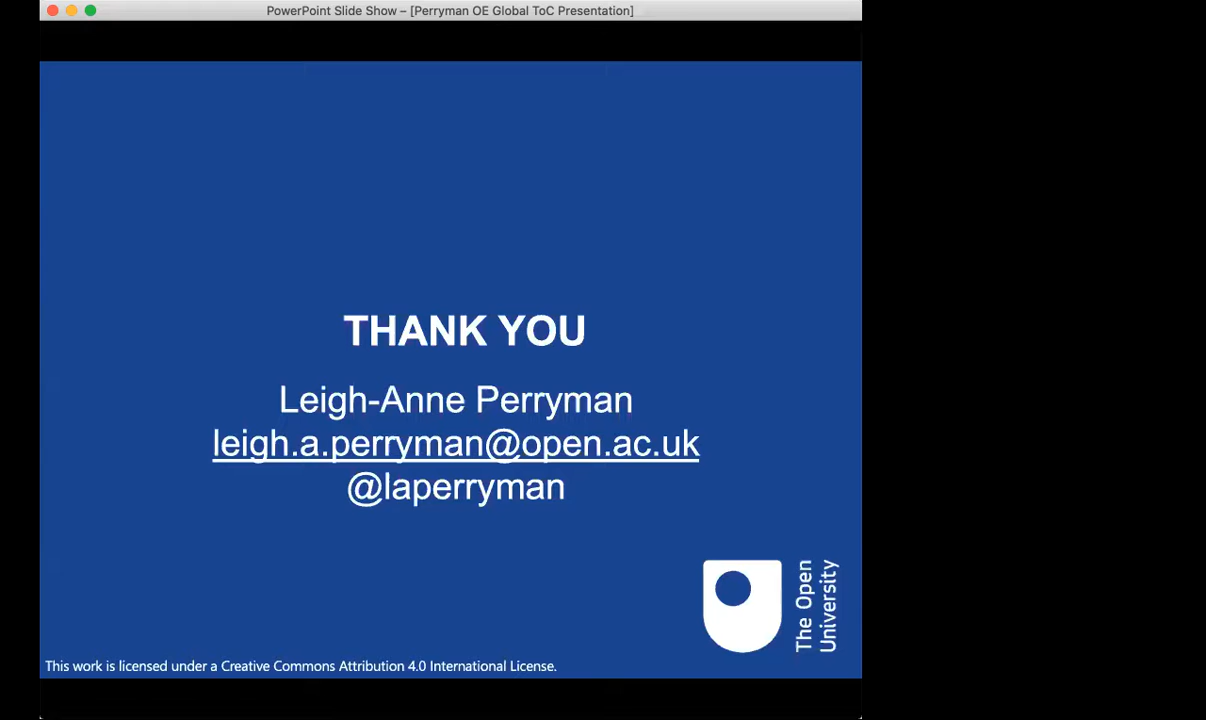 PowerPoint Slide Show – [Perryman OE Global ToC Presentation]
THANK YOU
Leigh-Anne Perryman
leigh.a.perryman@open.ac.uk
@laperryman
The Open
University
This work is licensed under a Creative Commons Attribution 4.0 International License.